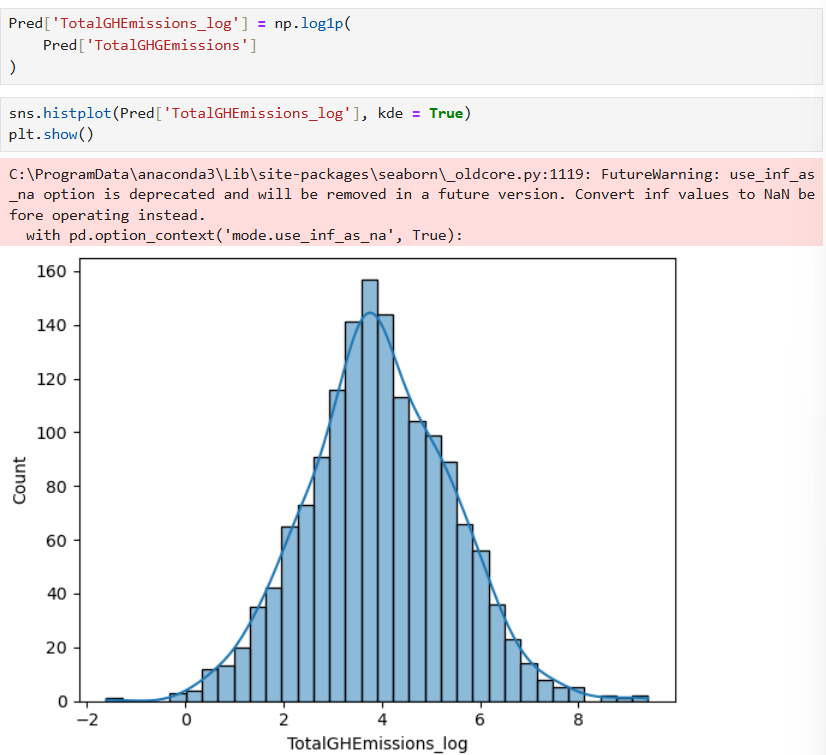 Pred['TotalGHEmissions_log'] = np.log1p(
    Pred['TotalGHGEmissions']
)
sns.histplot(Pred['TotalGHEmissions_log'], kde = True)
plt.show()
C:\ProgramData\anaconda3\Lib\site-packages\seaborn\_oldcore.py:1119: FutureWarning: use_inf_as
_na option is deprecated and will be removed in a future version. Convert inf values to NaN be
fore operating instead.
  with pd.option_context('mode.use_inf_as_na', True):
160
140
120
100
80
60
40
20
0
Count
−2 0 2 4 6 8
TotalGHEmissions_log